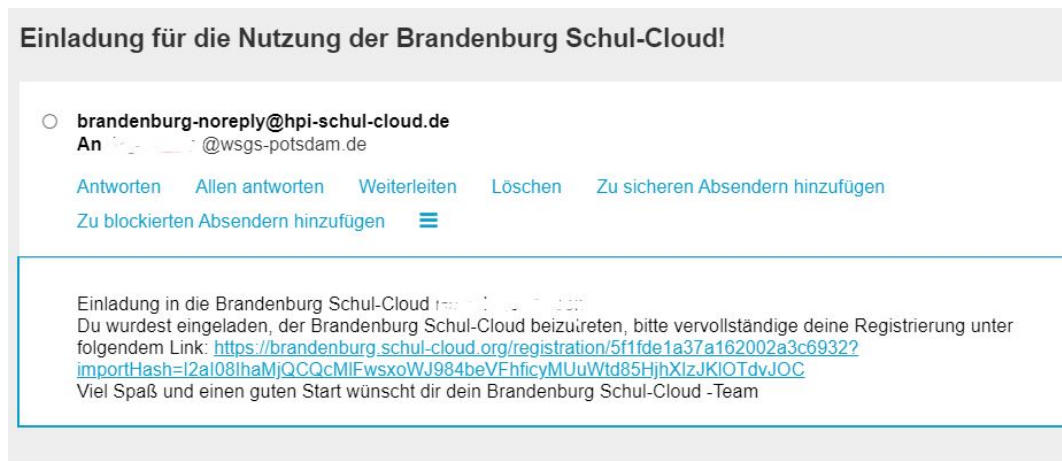 Einladung für die Nutzung der Brandenburg Schul-Cloud!
brandenburg-noreply@hpi-schul-cloud.de
An @wsgs-potsdam.de
Antworten Allen antworten Weiterleiten Löschen Zu sicheren Absendern hinzufügen
Zu blockierten Absendern hinzufügen
Einladung in die Brandenburg Schul-Cloud
Du wurdest eingeladen, der Brandenburg Schul-Cloud beizutreten, bitte vervollständige deine Registrierung unter
folgendem Link: https://brandenburg.schul-cloud.org/registration/5f1fde1a37a162002a3c6932?
importHash=I2aI08IhaMjQCQcMIFwsxoWJ984beVFhficyMUuWtd85HjhXIzJKIOTdvJOC
Viel Spaß und einen guten Start wünscht dir dein Brandenburg Schul-Cloud -Team